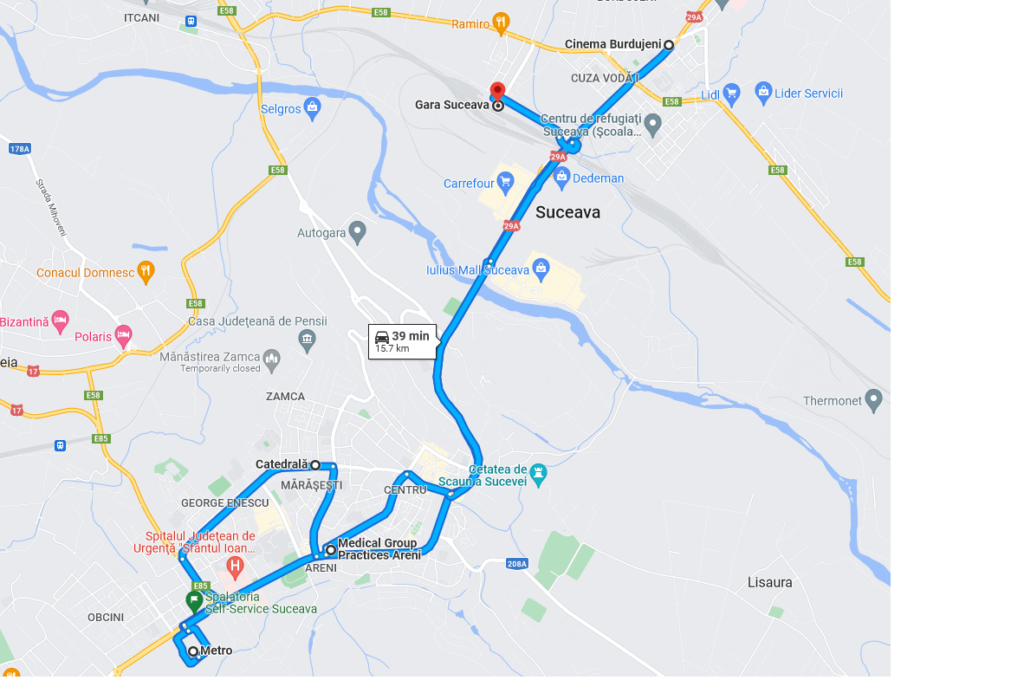 ITCANI
E58
E58
Ramiro
29A
Cinema Burdujeni
CUZA VODĂ I
Gara Suceava
Selgros
Lidl
Lider Servicii
E58
Centru de refugiați
Suceava (Școala...
178A
29A
Strada Mihoveni
E58
E58
Carrefour
Dedeman
Suceava
29A
Autogara
E58
Iulius Mall Suceava
Conacul Domnesc
E58
Bizantină
Casa Județeană de Pensii
Polaris
39 min
15.7 km
Mănăstirea Zamca
Temporarily closed
eia
17
E58
ZAMCA
Thermonet
17
E85
Catedrală
Cetatea de
Scaun a Sucevei
MĂRĂȘEȘTI
CENTRU
GEORGE ENESCU
Spitalul Județean de
Urgență "Sfântul Ioan...
Medical Group
Practices Areni
ARENI
208A
Lisaura
E85
Spalatoria
Self-Service Suceava
OBCINI
Metro